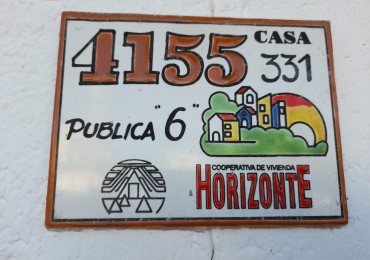 4155 CASA
331
PUBLICA "6"
COOPERATIVA DE VIVIENDA
HORIZONTE